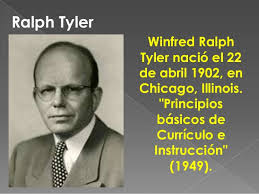 Ralph Tyler
Winfred Ralph
Tyler nació el 22
de abril 1902, en
Chicago, Illinois.
"Principios
básicos de
Currículo e
Instrucción"
(1949).